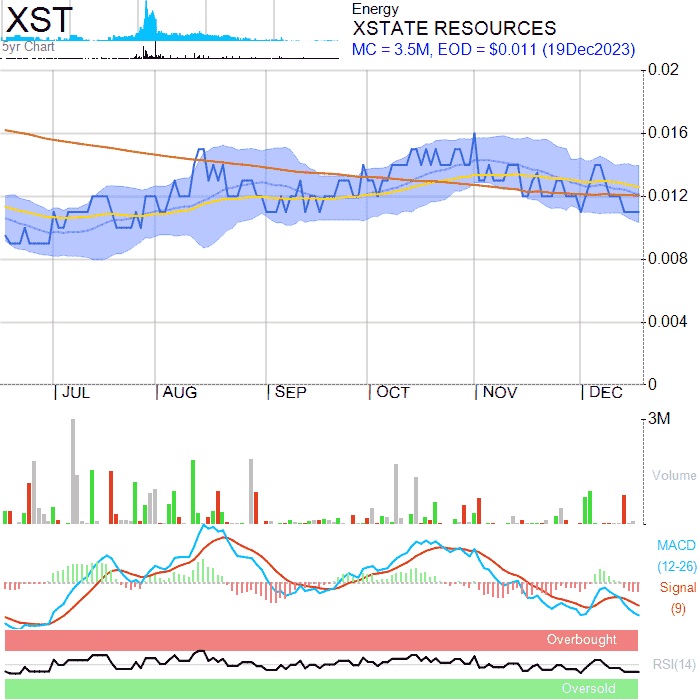 XST
5yr Chart
Energy
XSTATE RESOURCES
MC = 3.5M, EOD = $0.011 (19Dec2023)
0.02
0.016
0.012
0.008
0.004
0
JUL AUG SEP OCT NOV DEC
3M
Volume
MACD
(12-26)
Signal
(9)
Overbought
RSI(14)
Oversold